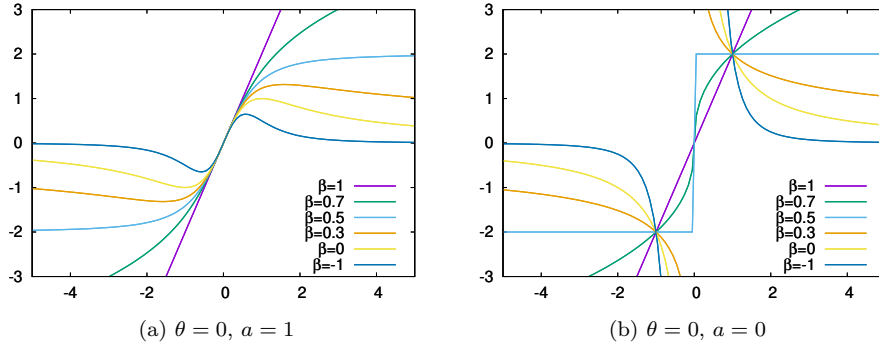 3
2
1
0
-1
-2
-3
-4
-2
0
2
4
β=1
β=0.7
β=0.5
β=0.3
β=0
β=-1
(a) θ = 0, a = 1
3
2
1
0
-1
-2
-3
-4
-2
0
2
4
β=1
β=0.7
β=0.5
β=0.3
β=0
β=-1
(b) θ = 0, a = 0